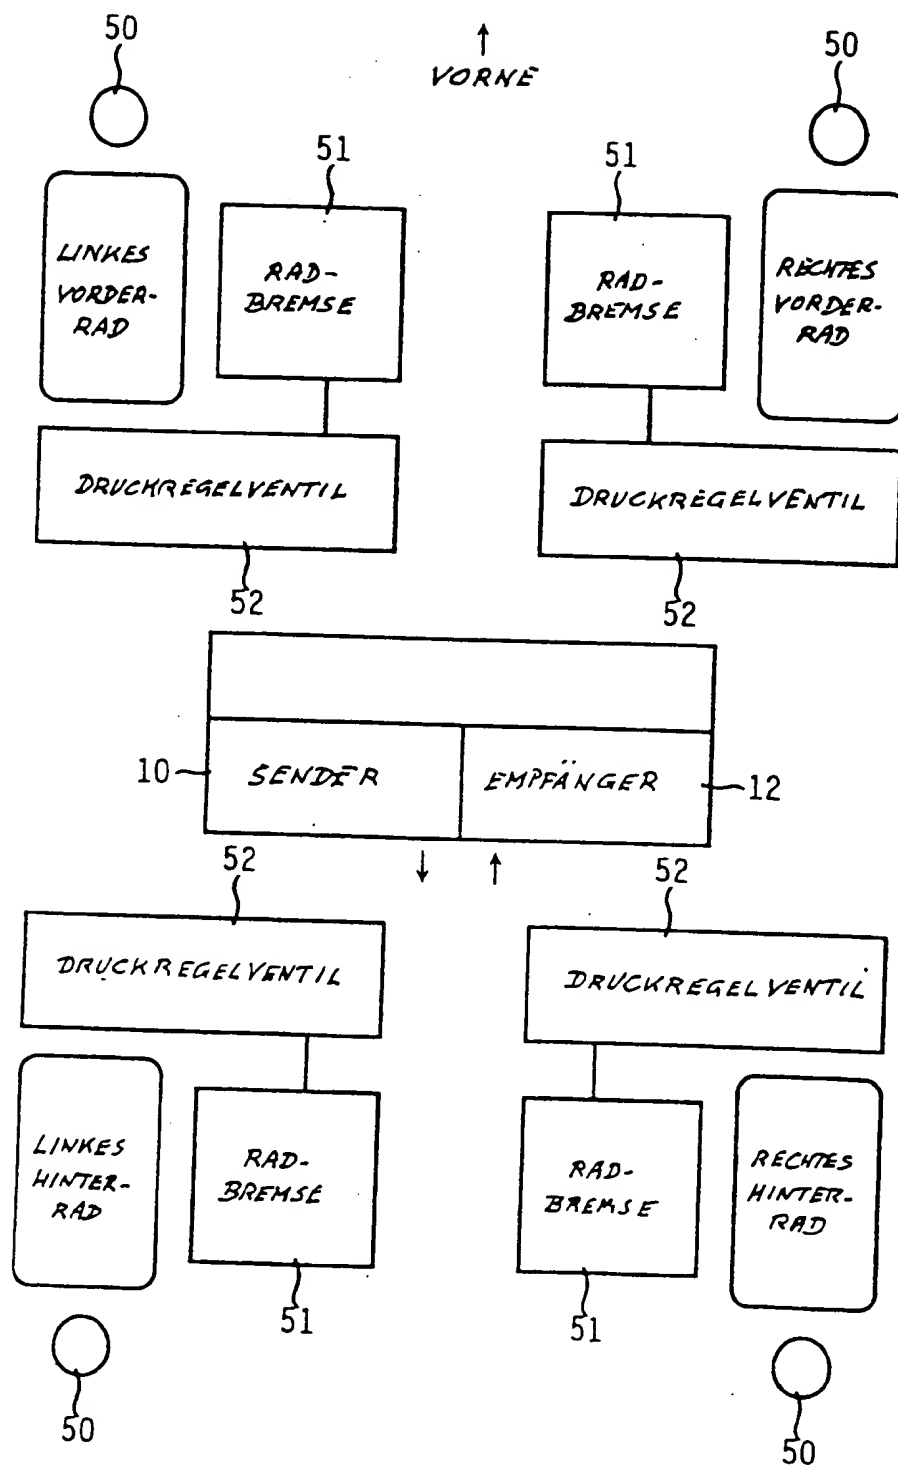 50
↑
50
VORNE
51
51
LINKES
VORDER-
RAD
RAD-
BREMSE
RAD-
BREMSE
RECHTES
VORDER-
RAD
DRUCKREGELVENTIL
DRUCKREGELVENTIL
52
52
10
SENDER
EMPFÄNGER
12
52
↓ ↑
52
DRUCKREGELVENTIL
DRUCKREGELVENTIL
LINKES
HINTER-
RAD
RAD-
BREMSE
RAD-
BREMSE
RECHTES
HINTER-
RAD
51
51
50
50